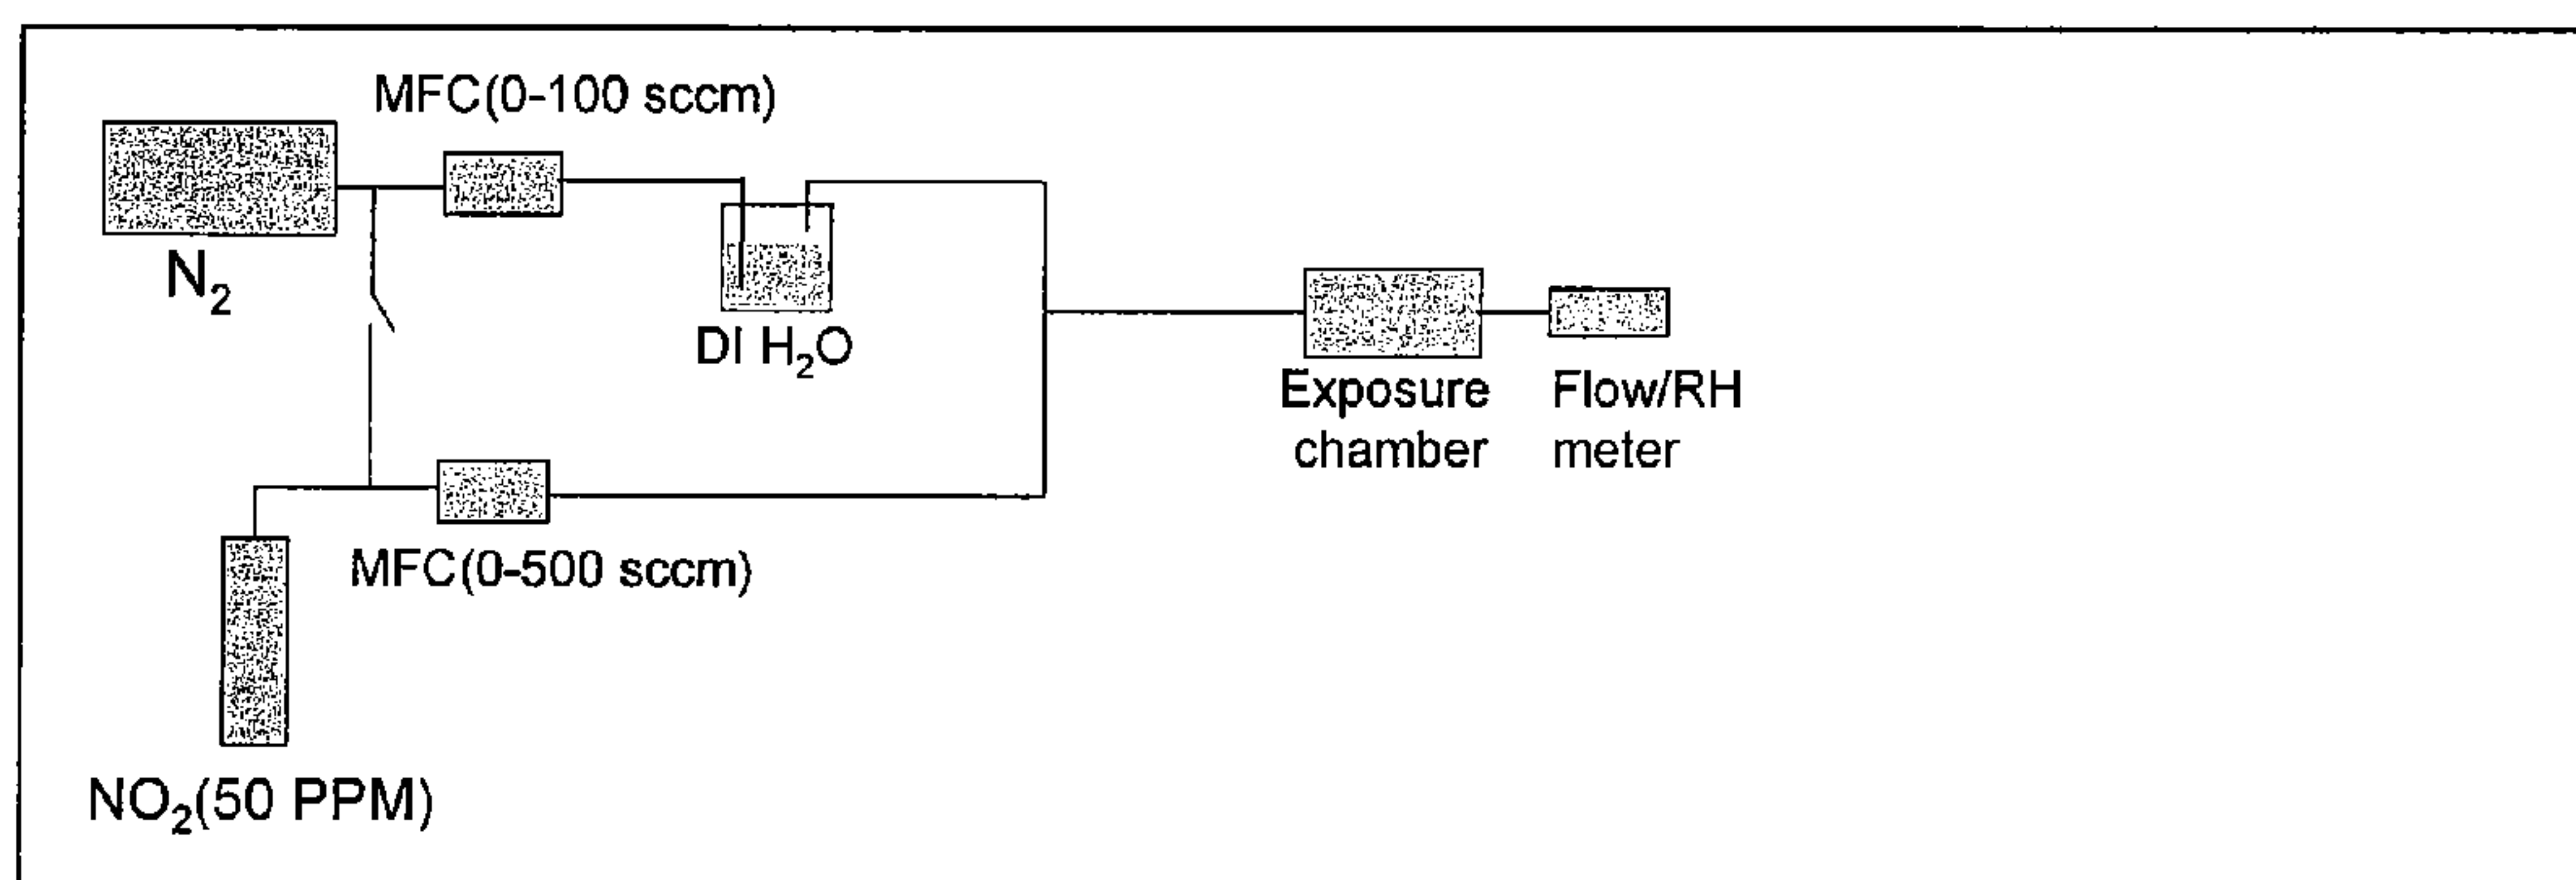 MFC(0-100 sccm)
N₂
DI H₂O
Exposure chamber
Flow/RH meter
MFC(0-500 sccm)
NO₂(50 PPM)